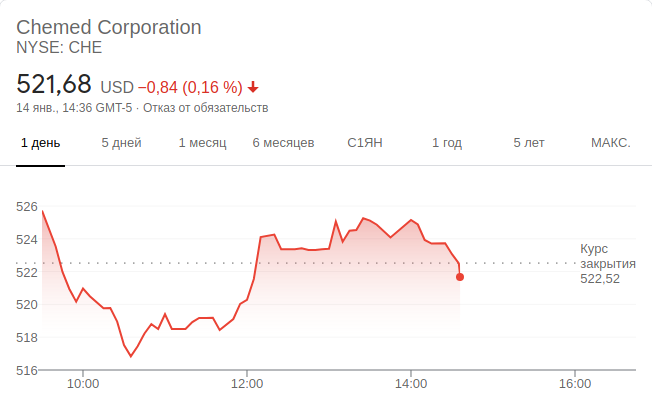 Chemed Corporation
NYSE: CHE
521,68 USD −0,84 (0,16 %)
14 янв., 14:36 GMT-5 · Отказ от обязательств
1 день 5 дней 1 месяц 6 месяцев С1ЯН 1 год 5 лет МАКС.
526
524
522
520
518
516
Курс
закрытия
522,52
10:00 12:00 14:00 16:00